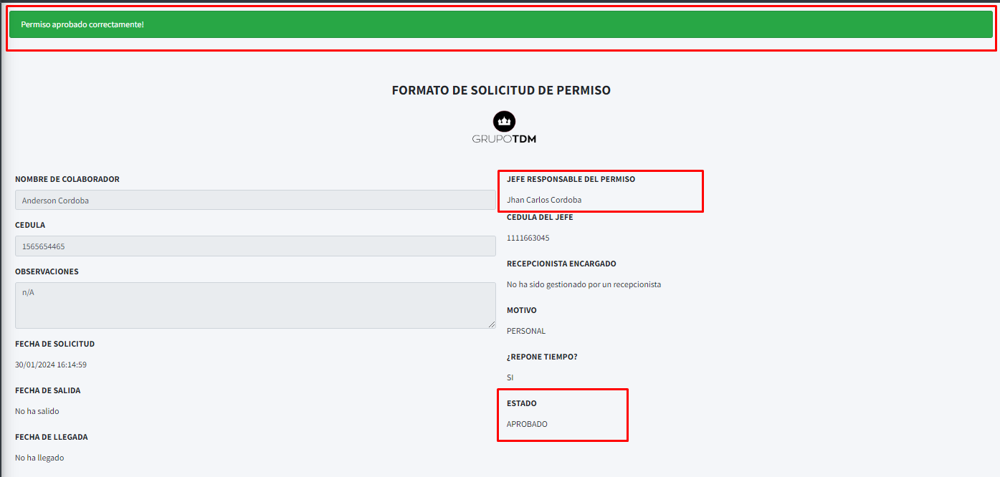 Permiso aprobado correctamente!
FORMATO DE SOLICITUD DE PERMISO
GRUPOTDM
NOMBRE DE COLABORADOR
Anderson Cordoba
CEDULA
1565654465
OBSERVACIONES
n/A
FECHA DE SOLICITUD
30/01/2024 16:14:59
FECHA DE SALIDA
No ha salido
FECHA DE LLEGADA
No ha llegado
JEFE RESPONSABLE DEL PERMISO
Jhan Carlos Cordoba
CEDULA DEL JEFE
1111663045
RECEPCIONISTA ENCARGADO
No ha sido gestionado por un recepcionista
MOTIVO
PERSONAL
¿REPONE TIEMPO?
SI
ESTADO
APROBADO